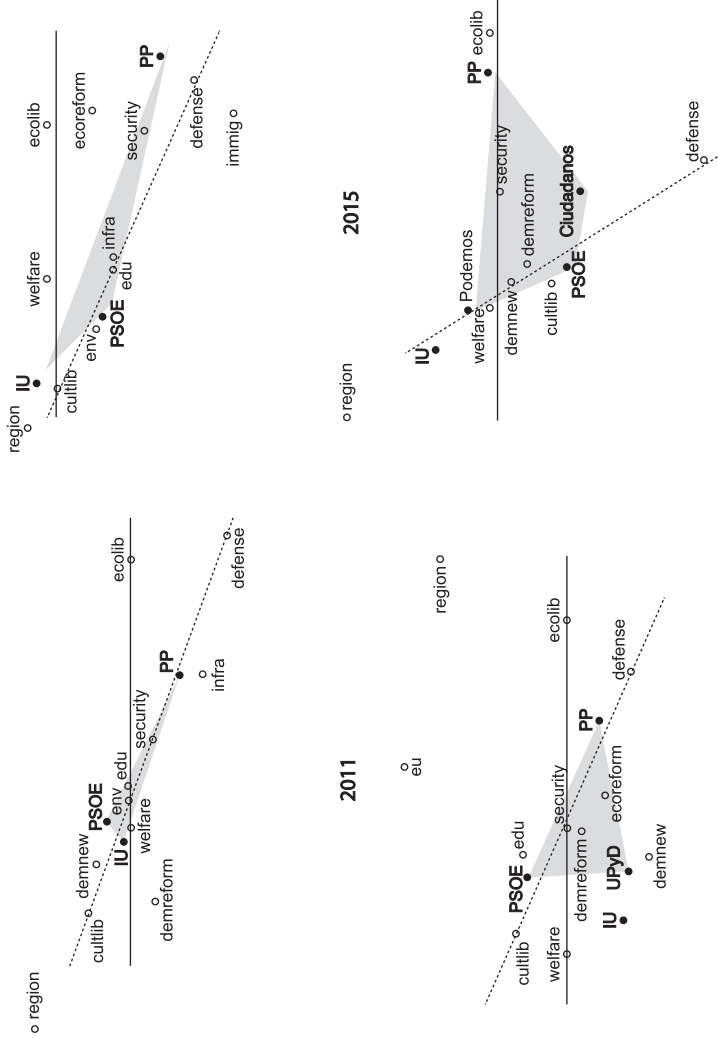 region
demnew
cultlib
PSOE
env
edu
ecolib
IU
welfare
security
PP
demreform
infra
defense
region
IU
welfare
ecolib
cultlib
env
ecoreform
PSOE
infra
edu
security
PP
defense
immig
2011
eu
region
PSOE
edu
cultlib
welfare
security
ecolib
demreform
PP
IU
UPyD
ecoreform
defense
demnew
2015
region
IU
Podemos
welfare
PP
ecolib
security
demnew
demreform
cultlib
Ciudadanos
PSOE
defense